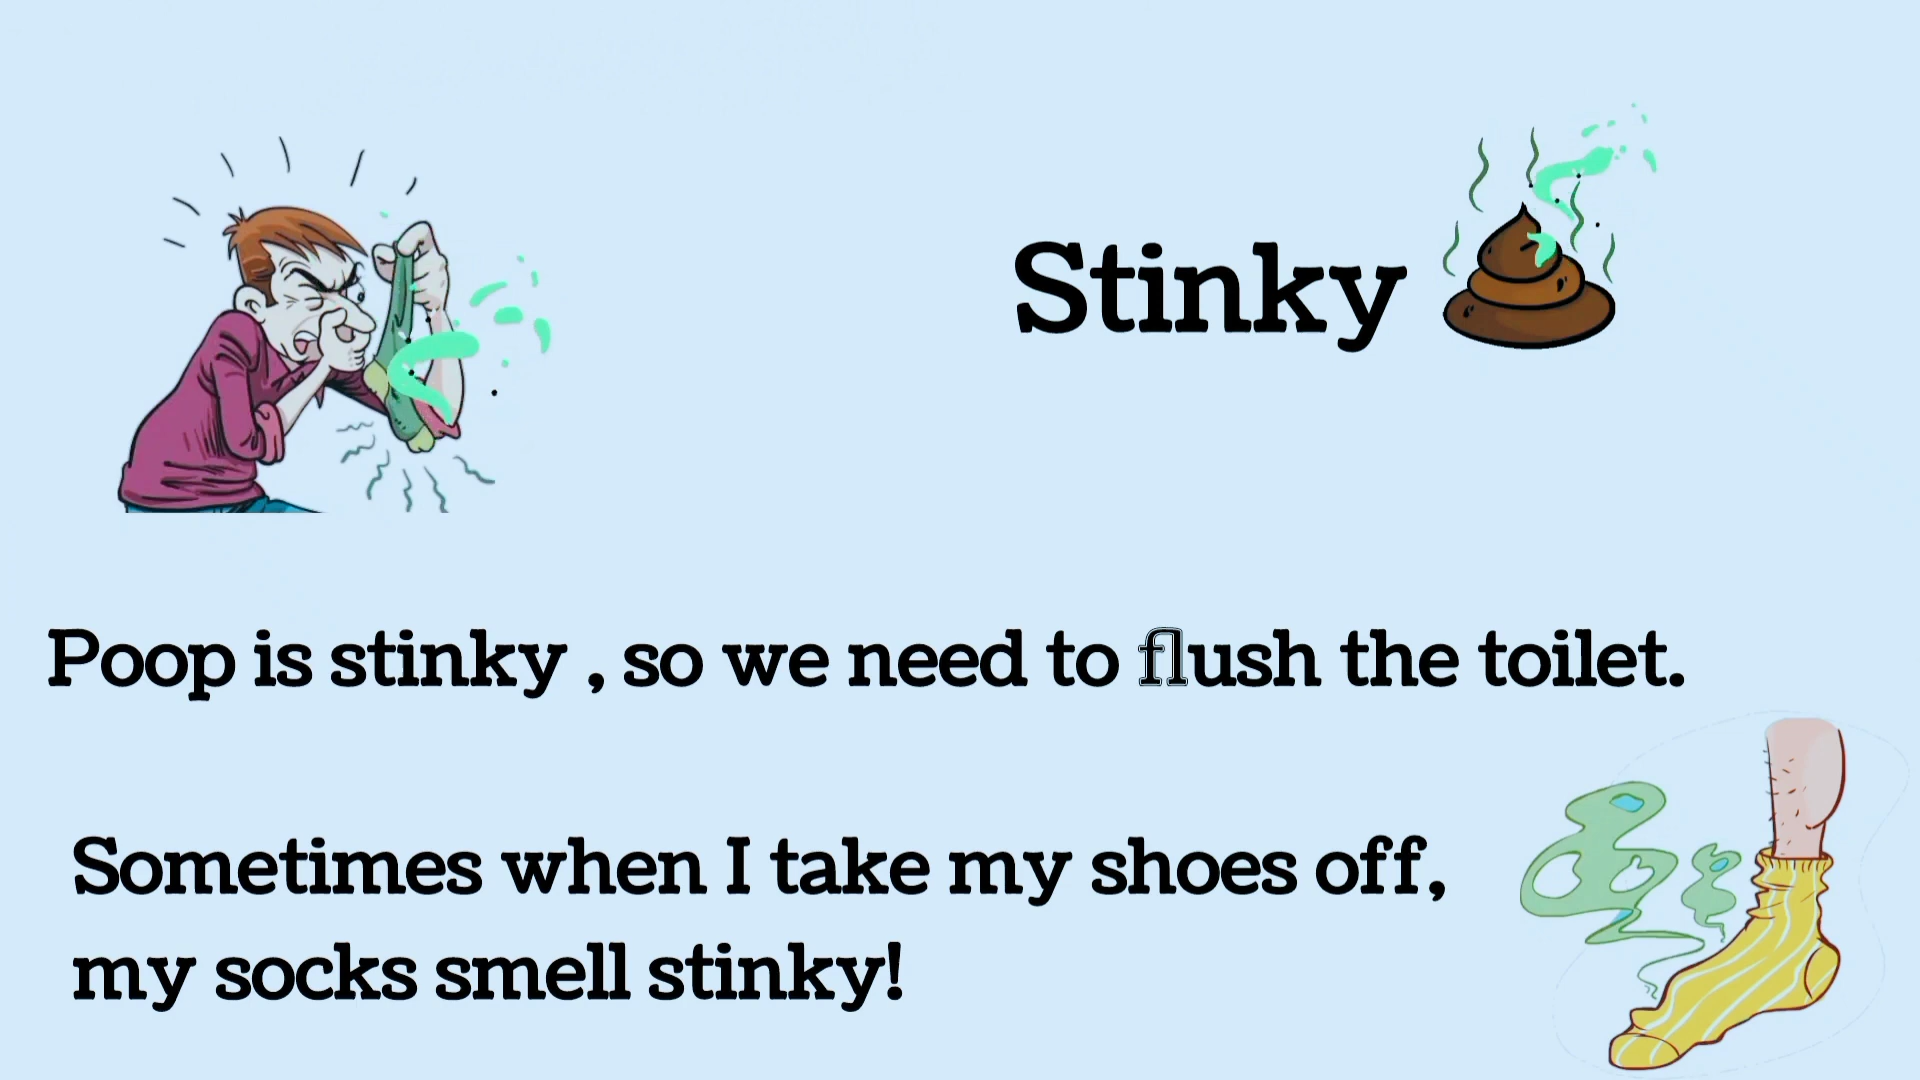 Stinky
Poop is stinky , so we need to flush the toilet.
Sometimes when I take my shoes off,
my socks smell stinky!